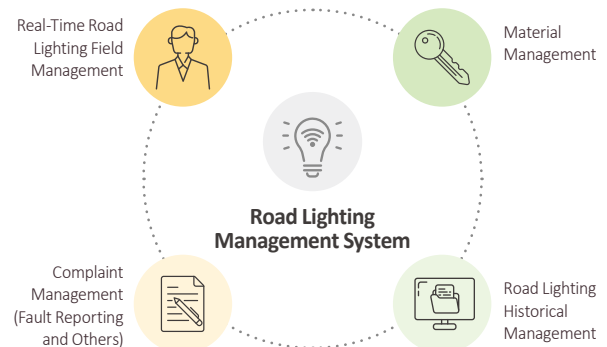 Real-Time Road
Lighting Field
Management
Material
Management
Road Lighting
Management System
Complaint
Management
(Fault Reporting
and Others)
Road Lighting
Historical
Management